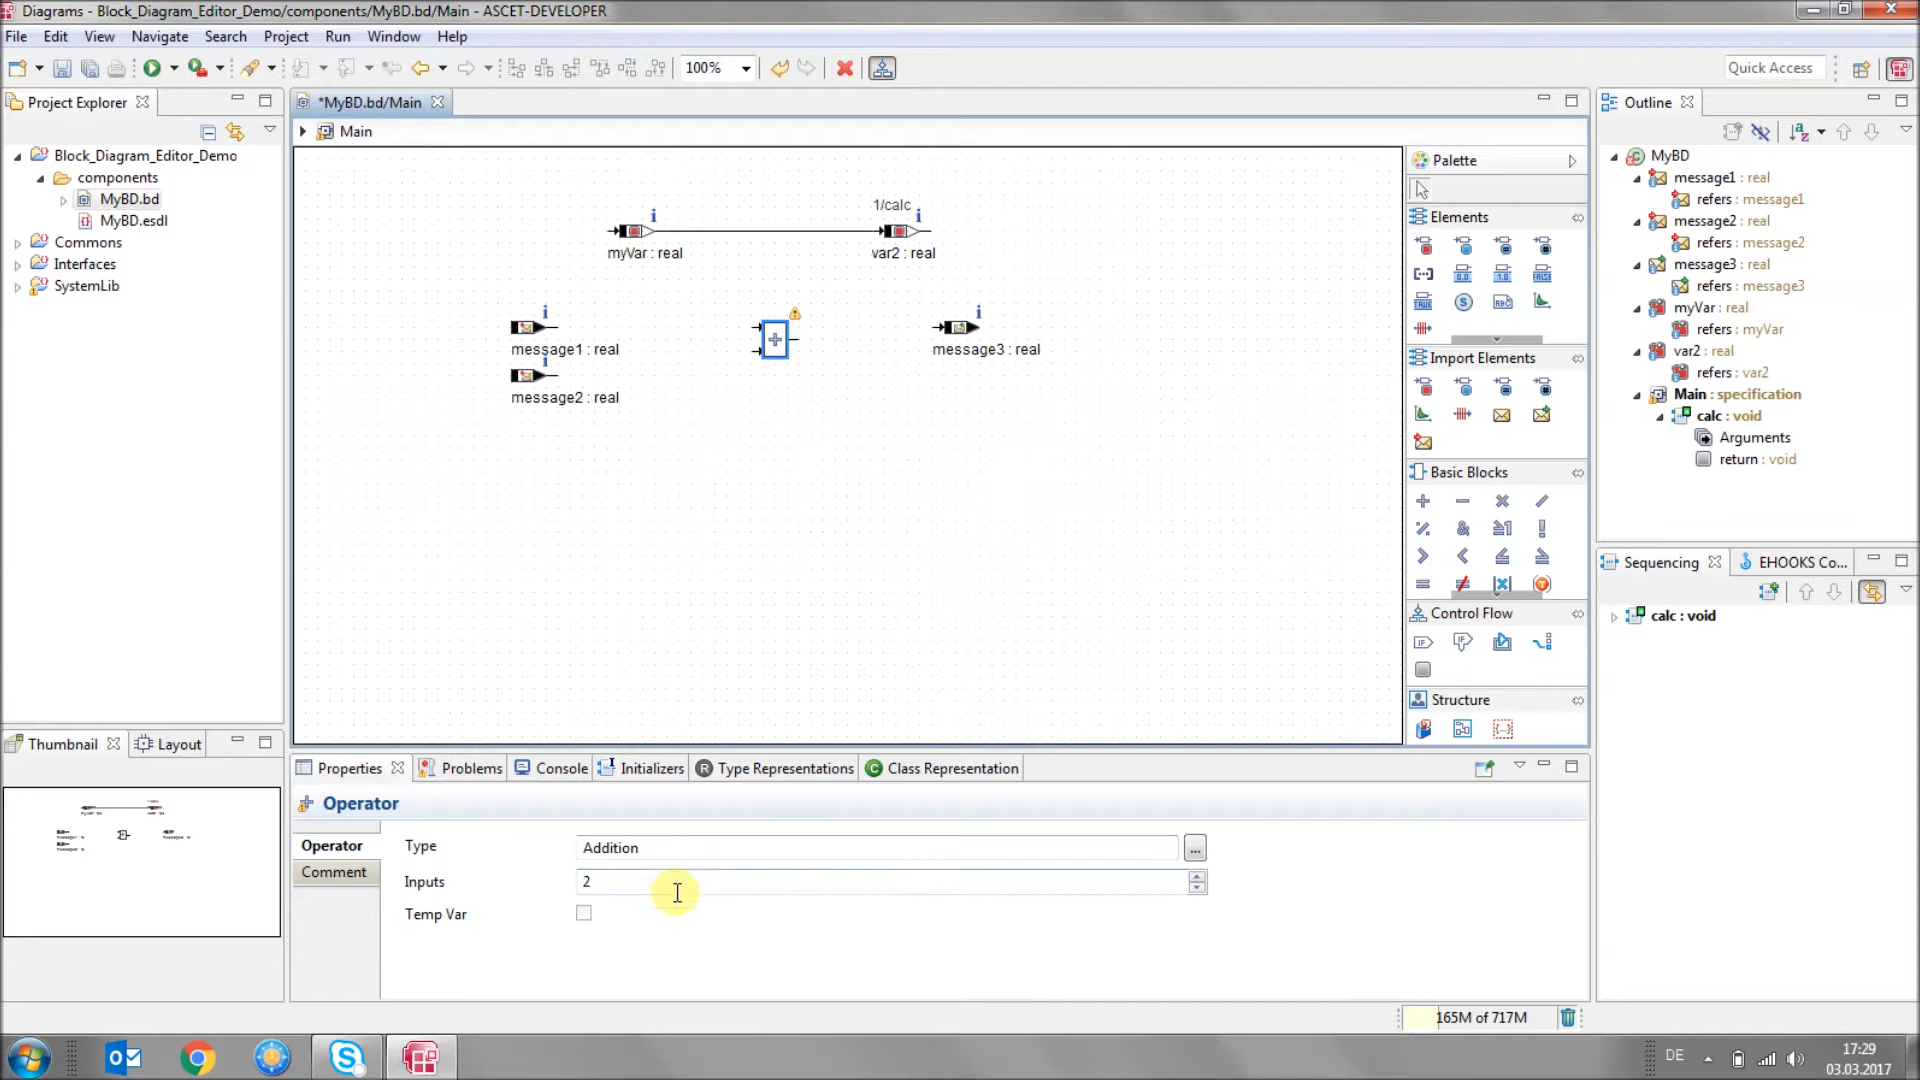 Diagrams - Block_Diagram_Editor_Demo/components/MyBD.bd/Main - ASCET-DEVELOPER
File Edit View Navigate Search Project Run Window Help
100%
Quick Access
Project Explorer
Block_Diagram_Editor_Demo
components
MyBD.bd
MyBD.esdl
Commons
Interfaces
SystemLib
*MyBD.bd/Main
Main
1/calc
myVar : real
var2 : real
message1 : real
message2 : real
message3 : real
Palette
Elements
Import Elements
Basic Blocks
Control Flow
Structure
Outline
MyBD
message1 : real
refers : message1
message2 : real
refers : message2
message3 : real
refers : message3
myVar : real
refers : myVar
var2 : real
refers : var2
Main : specification
calc : void
Arguments
return : void
Sequencing
EHOOKS Co...
calc : void
Thumbnail
Layout
Properties
Problems
Console
Initializers
Type Representations
Class Representation
Operator
Operator
Comment
Type
Addition
...
Inputs
2
Temp Var
165M of 717M
DE
17:29
03.03.2017